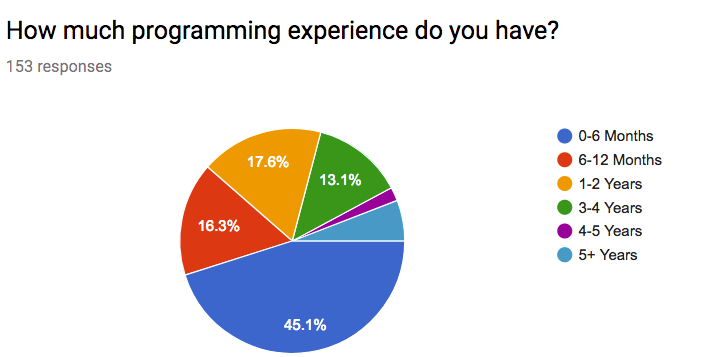 How much programming experience do you have?
153 responses
17.6%
13.1%
16.3%
45.1%
0-6 Months
6-12 Months
1-2 Years
3-4 Years
4-5 Years
5+ Years